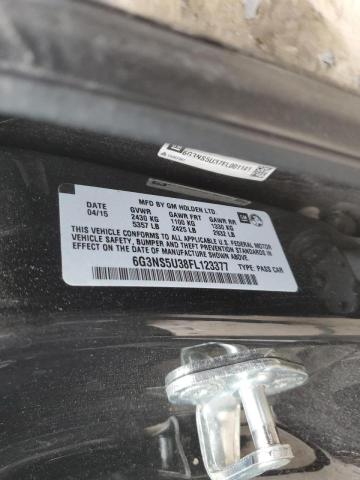 6G3NS5U37FL001141
MFD BY GM HOLDEN LTD.
DATE GVWR GAWR FRT GAWR RR
04/15 2430 KG 1100 KG 1330 KG
5357 LB 2425 LB 2932 LB
THIS VEHICLE CONFORMS TO ALL APPLICABLE U.S. FEDERAL MOTOR
VEHICLE SAFETY, BUMPER, AND THEFT PREVENTION STANDARDS
IN EFFECT ON THE DATE OF MANUFACTURE SHOWN ABOVE.
6G3NS5U38FL123377 TYPE: PASS CAR